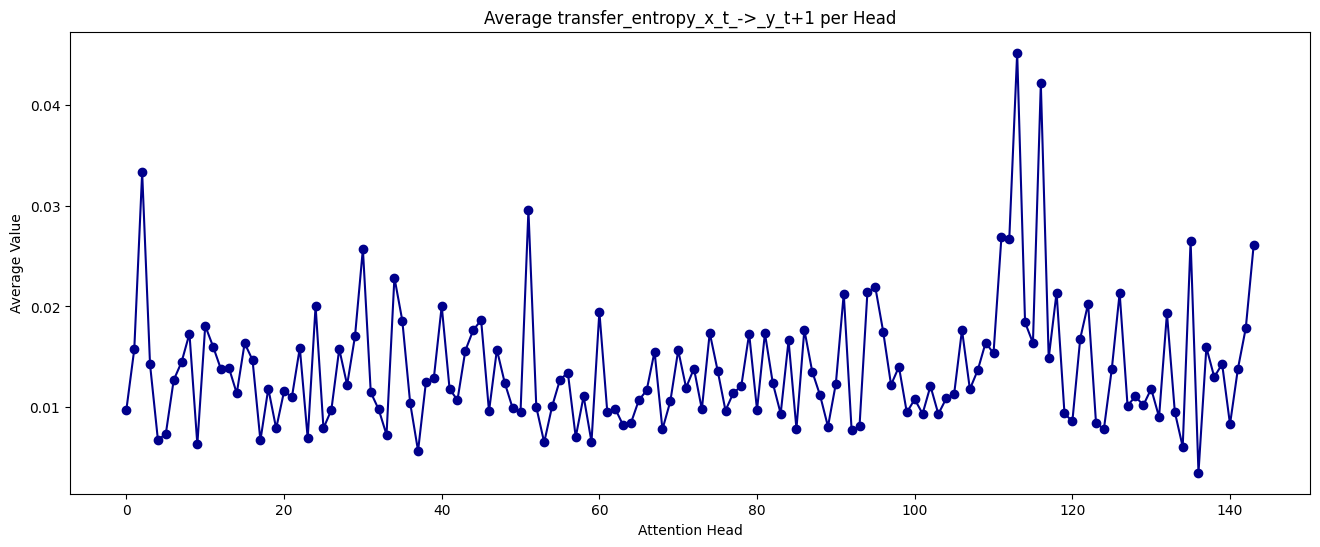 Average transfer_entropy_x_t_->_y_t+1 per Head
Average Value
0.04
0.03
0.02
0.01
0 20 40 60 80 100 120 140
Attention Head